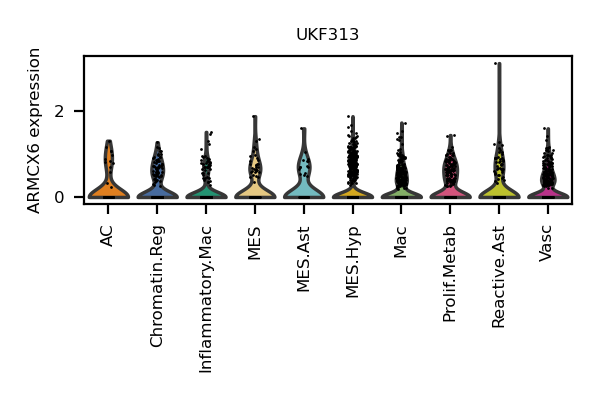 UKF313
ARMCX6 expression
2
0
AC
Chromatin.Reg
Inflammatory.Mac
MES
MES.Ast
MES.Hyp
Mac
Prolif.Metab
Reactive.Ast
Vasc